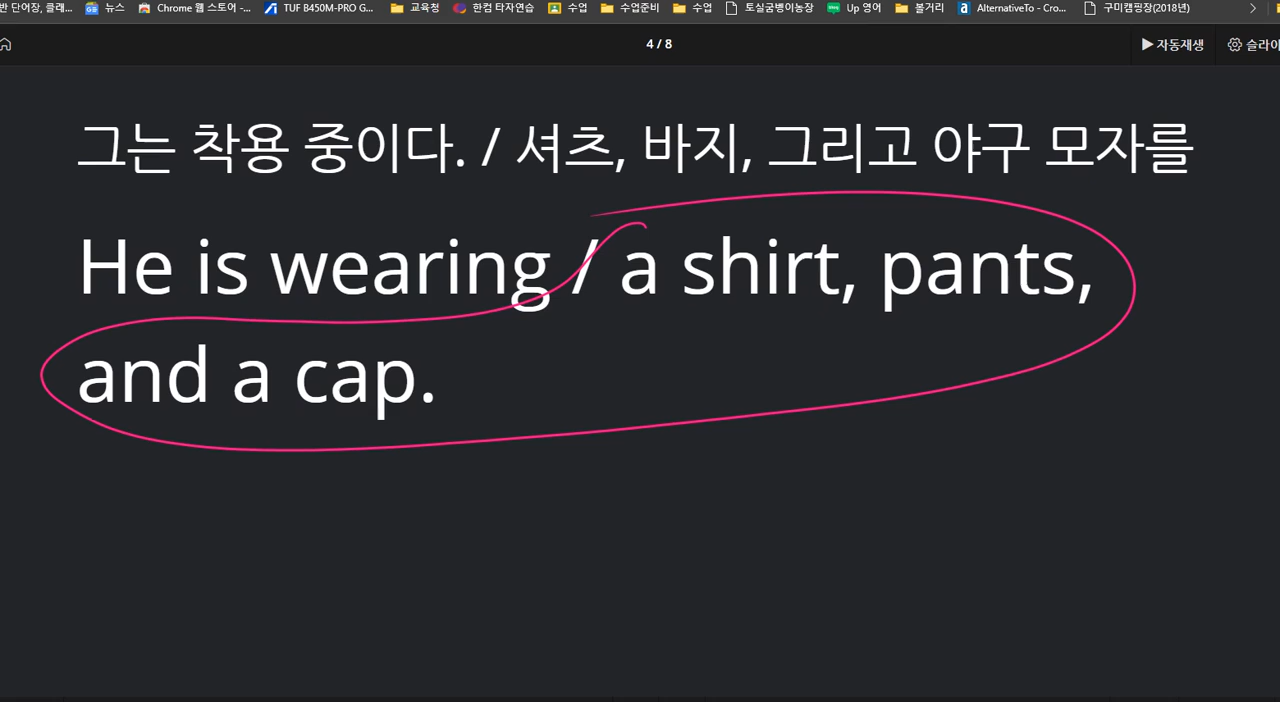 반 단어장, 클래... 뉴스 Chrome 웹 스토어 -... TUF B450M-PRO G... 교육청 한컴 타자연습 수업 수업준비 수업 토실굼벵이농장 Up 영어 볼거리 AlternativeTo - Cro... 구미캠핑장(2018년)
4 / 8 자동재생 슬라이
그는 착용 중이다. / 셔츠, 바지, 그리고 야구 모자를
He is wearing / a shirt, pants,
and a cap.